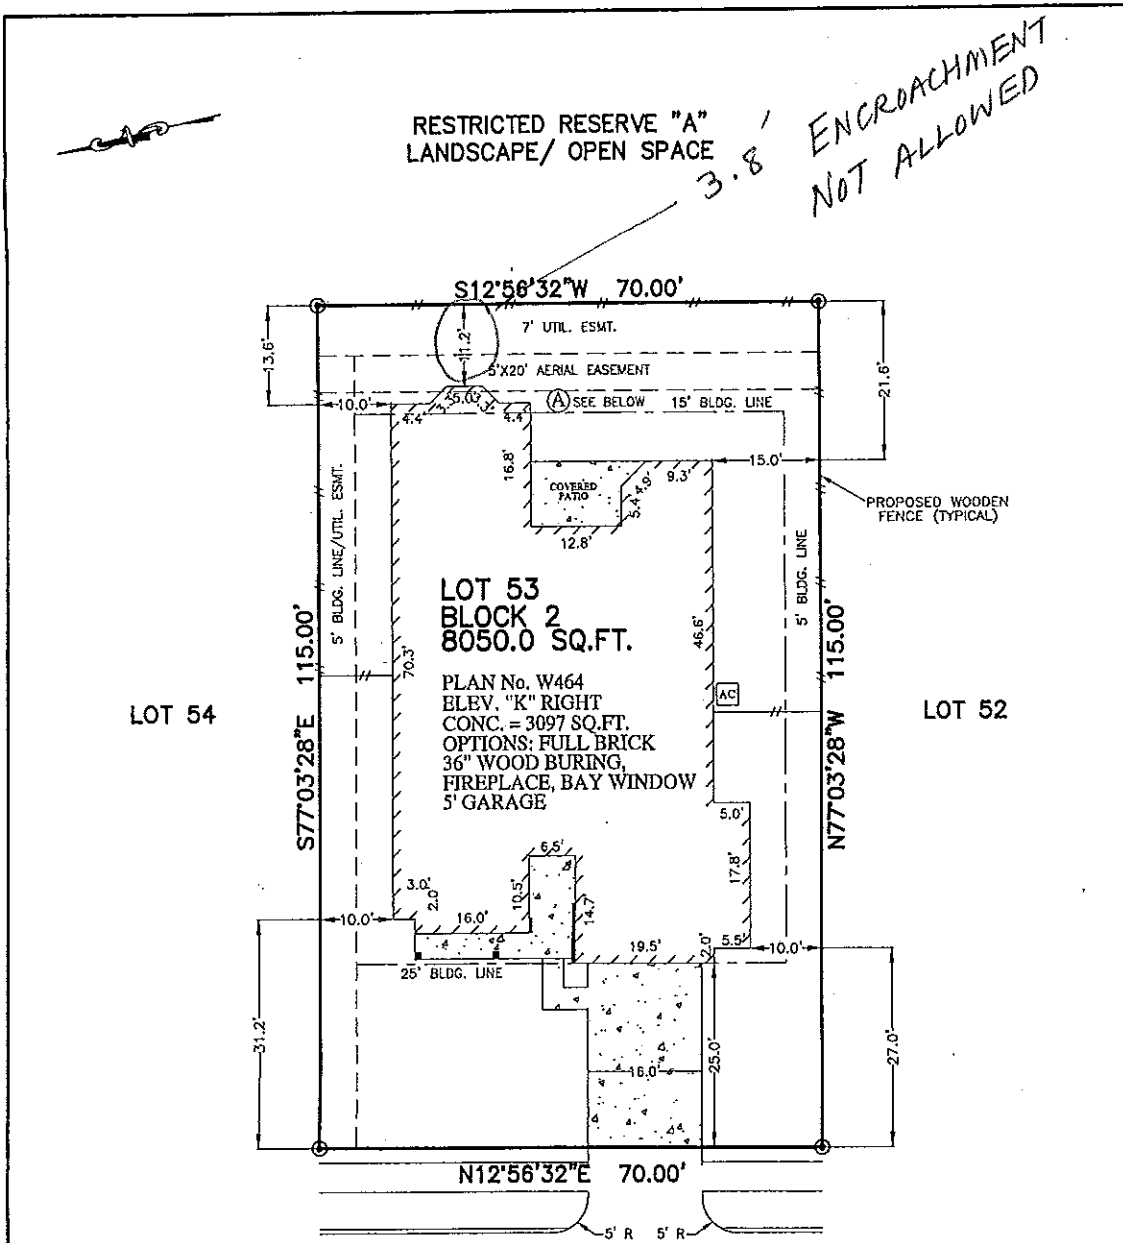 RESTRICTED RESERVE "A"
LANDSCAPE/ OPEN SPACE
3.8' ENCROACHMENT
NOT ALLOWED
S12°56'32"W 70.00'
7' UTIL. ESMT.
13.6'
11.2'
21.6'
5'X20' AERIAL EASEMENT
5.0'
10.0'
4.4'
4.4'
A SEE BELOW 15' BLDG. LINE
16.8'
15.0'
9.3'
4.9'
5.4'
COVERED
PATIO
12.8'
PROPOSED WOODEN
FENCE (TYPICAL)
5' BLDG. LINE/UTIL. ESMT.
5' BLDG. LINE
LOT 53
BLOCK 2
8050.0 SQ.FT.
S77°03'28"E 115.00'
70.3'
46.6'
N77°03'28"W 115.00'
PLAN No. W464
ELEV. "K" RIGHT
CONC. = 3097 SQ.FT.
OPTIONS: FULL BRICK
36" WOOD BURING,
FIREPLACE, BAY WINDOW
5' GARAGE
AC
LOT 54
LOT 52
5.0'
6.5'
17.8'
3.0'
2.0'
10.5'
14.7'
10.0'
16.0'
19.5'
2.0'
5.5'
10.0'
25' BLDG. LINE
31.2'
25.0'
27.0'
16.0'
N12°56'32"E 70.00'
5' R 5' R